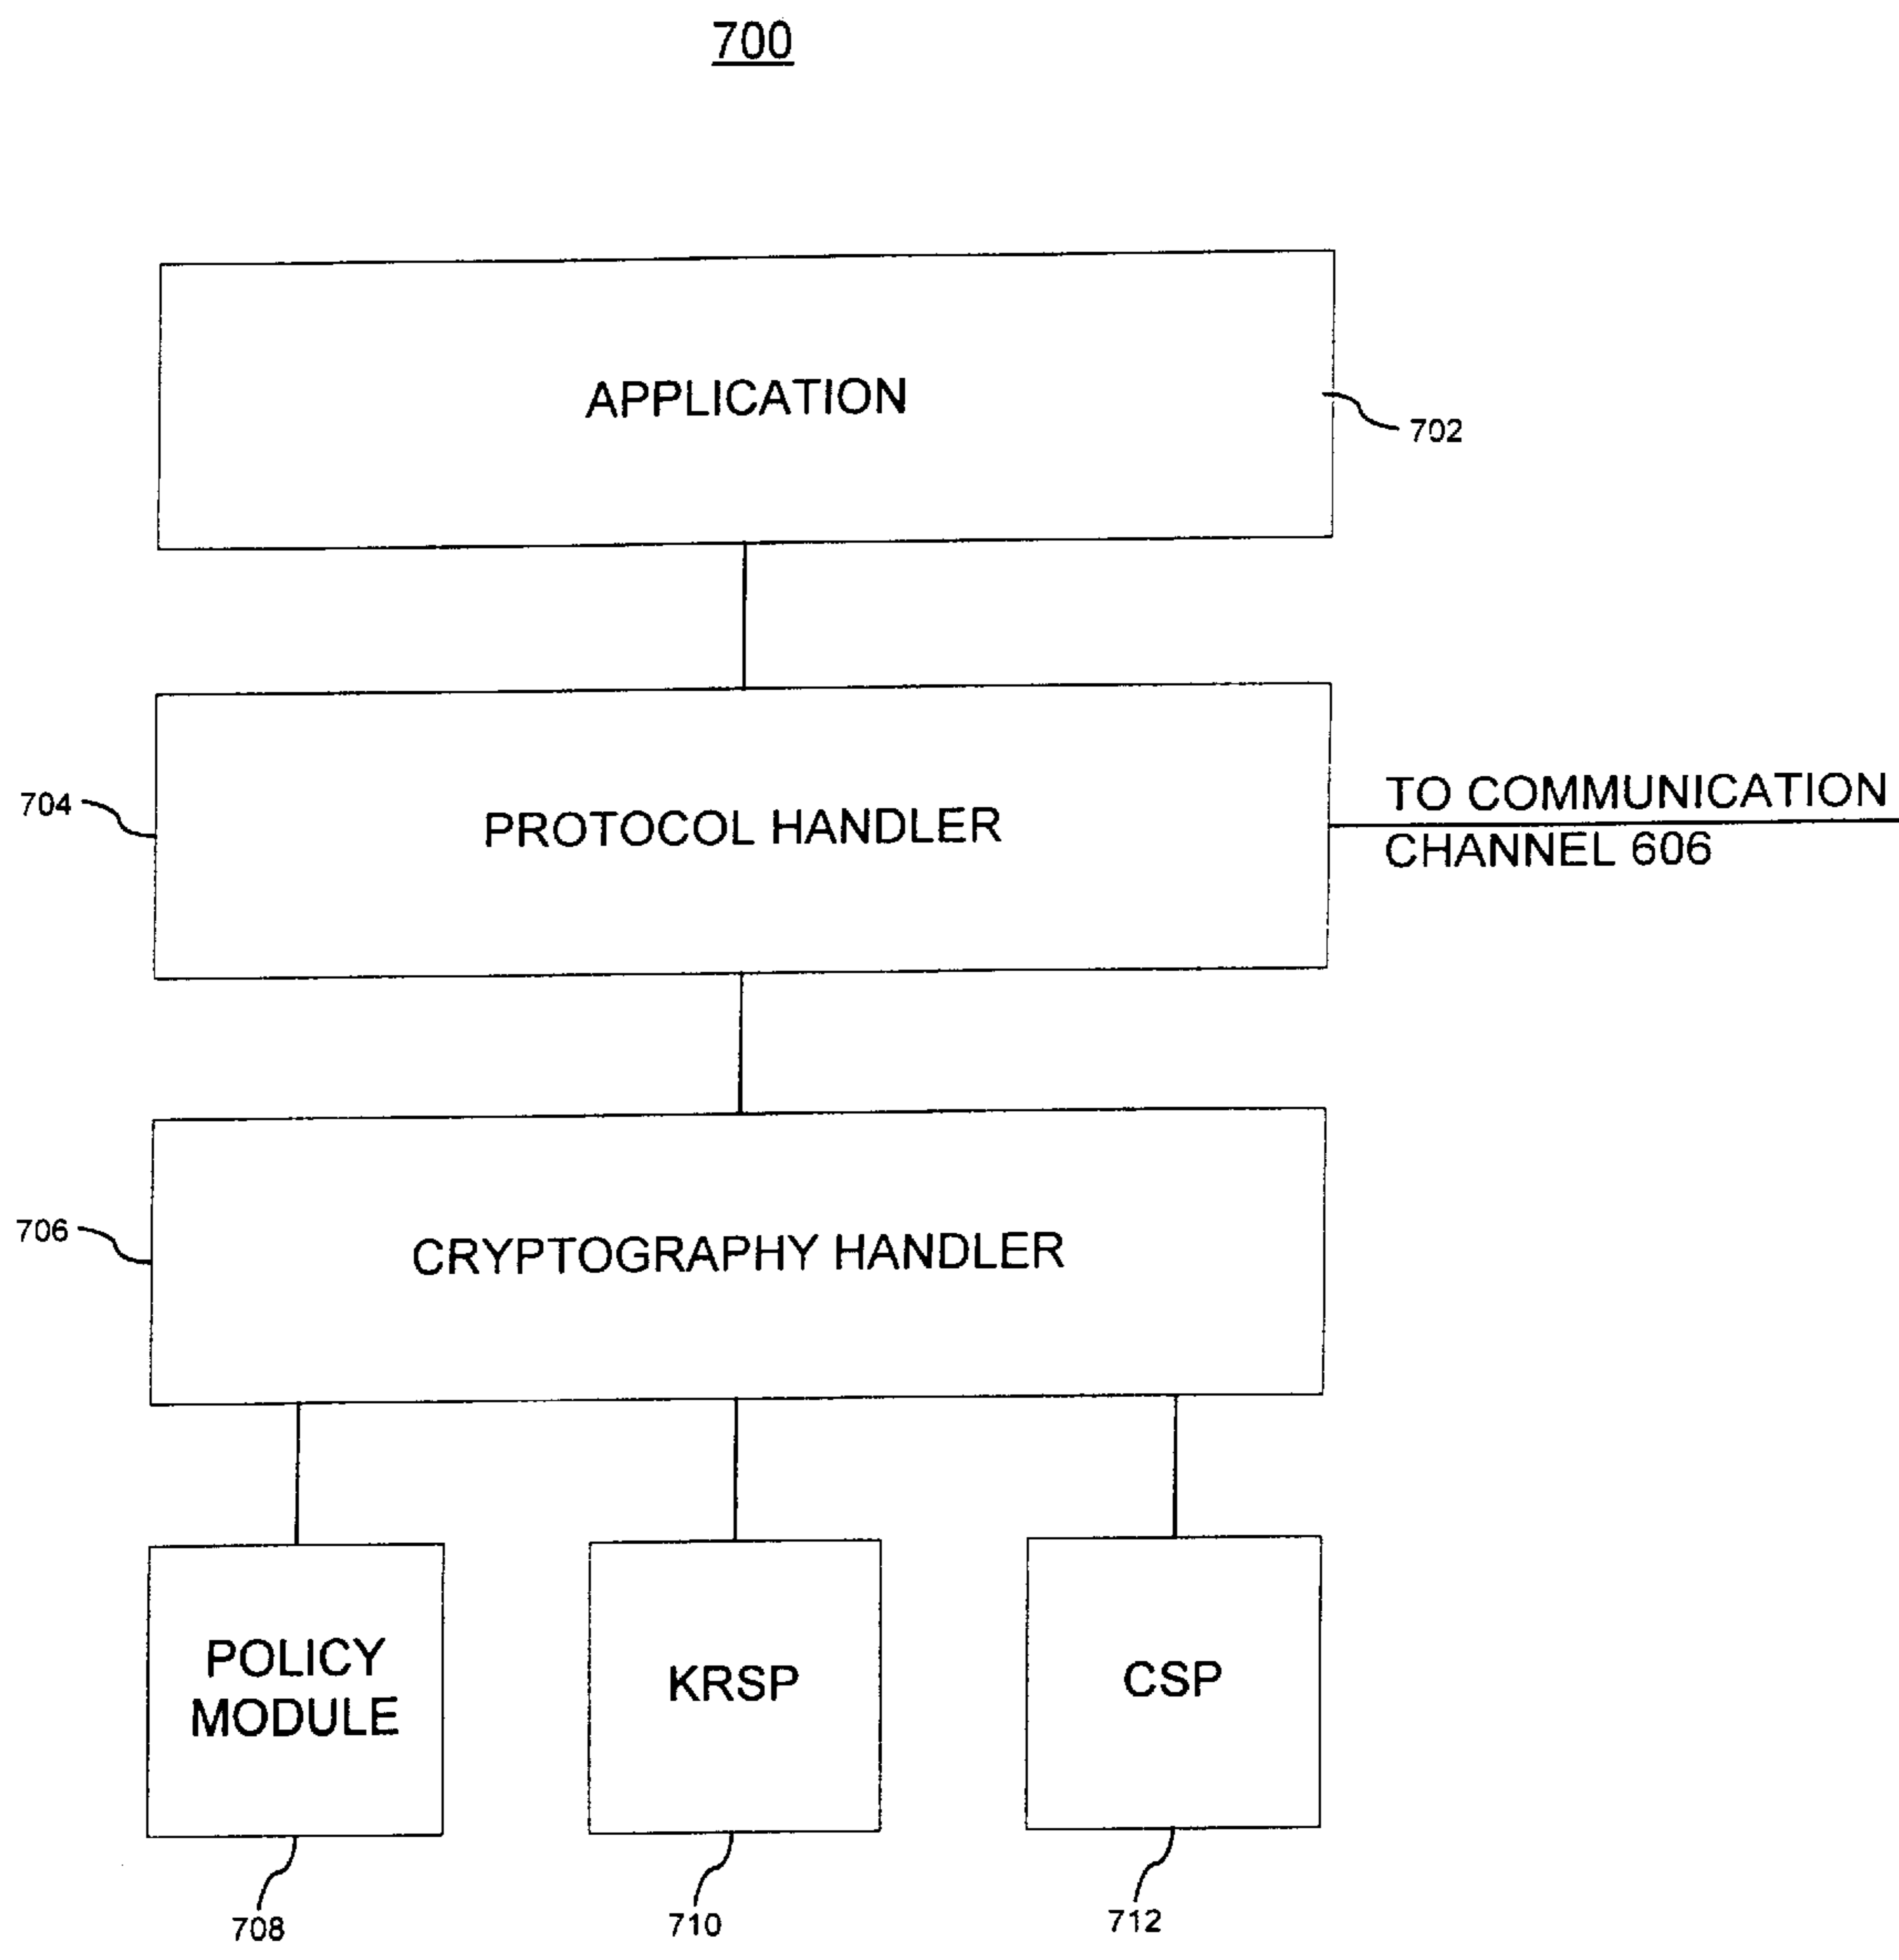 700
APPLICATION
702
704
PROTOCOL HANDLER
TO COMMUNICATION
CHANNEL 606
706
CRYPTOGRAPHY HANDLER
POLICY
MODULE
KRSP
CSP
708
710
712